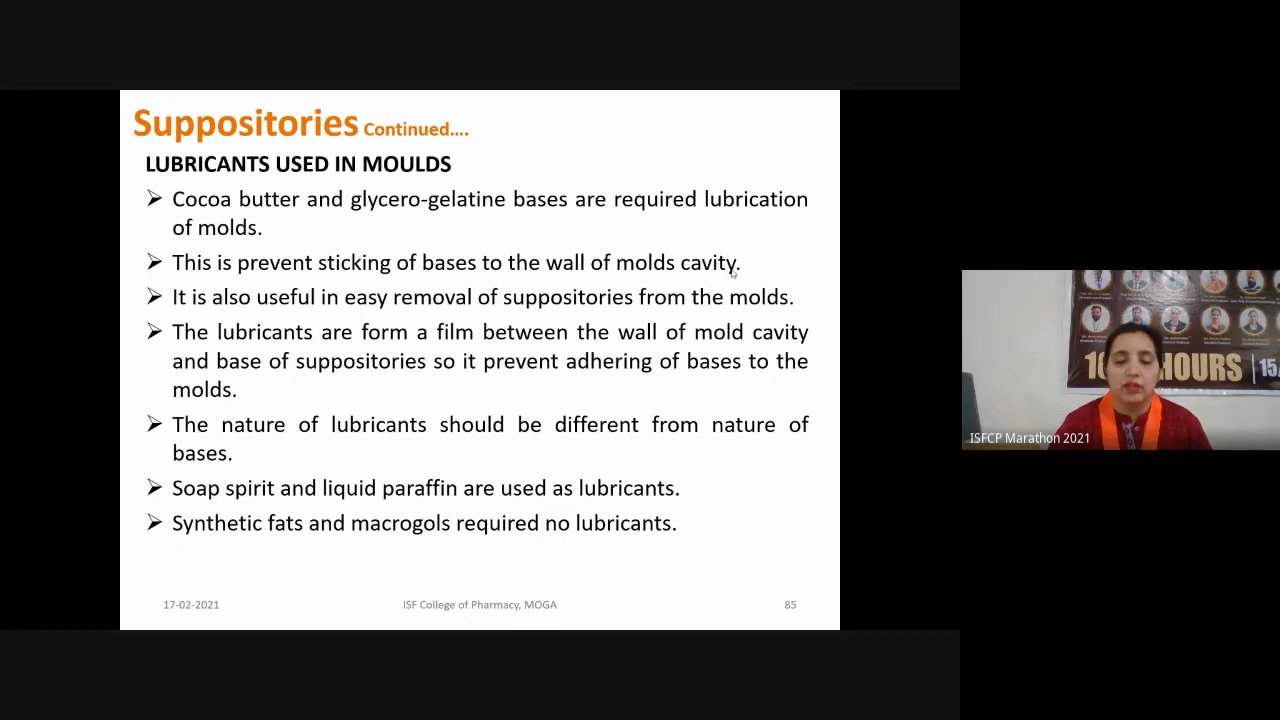 Suppositories Continued....
LUBRICANTS USED IN MOULDS
➢ Cocoa butter and glycero-gelatine bases are required lubrication
of molds.
➢ This is prevent sticking of bases to the wall of molds cavity.
➢ It is also useful in easy removal of suppositories from the molds.
➢ The lubricants are form a film between the wall of mold cavity
and base of suppositories so it prevent adhering of bases to the
molds.
➢ The nature of lubricants should be different from nature of
bases.
➢ Soap spirit and liquid paraffin are used as lubricants.
➢ Synthetic fats and macrogols required no lubricants.
17-02-2021 ISF College of Pharmacy, MOGA 85
HOURS
ISFCP Marathon 2021